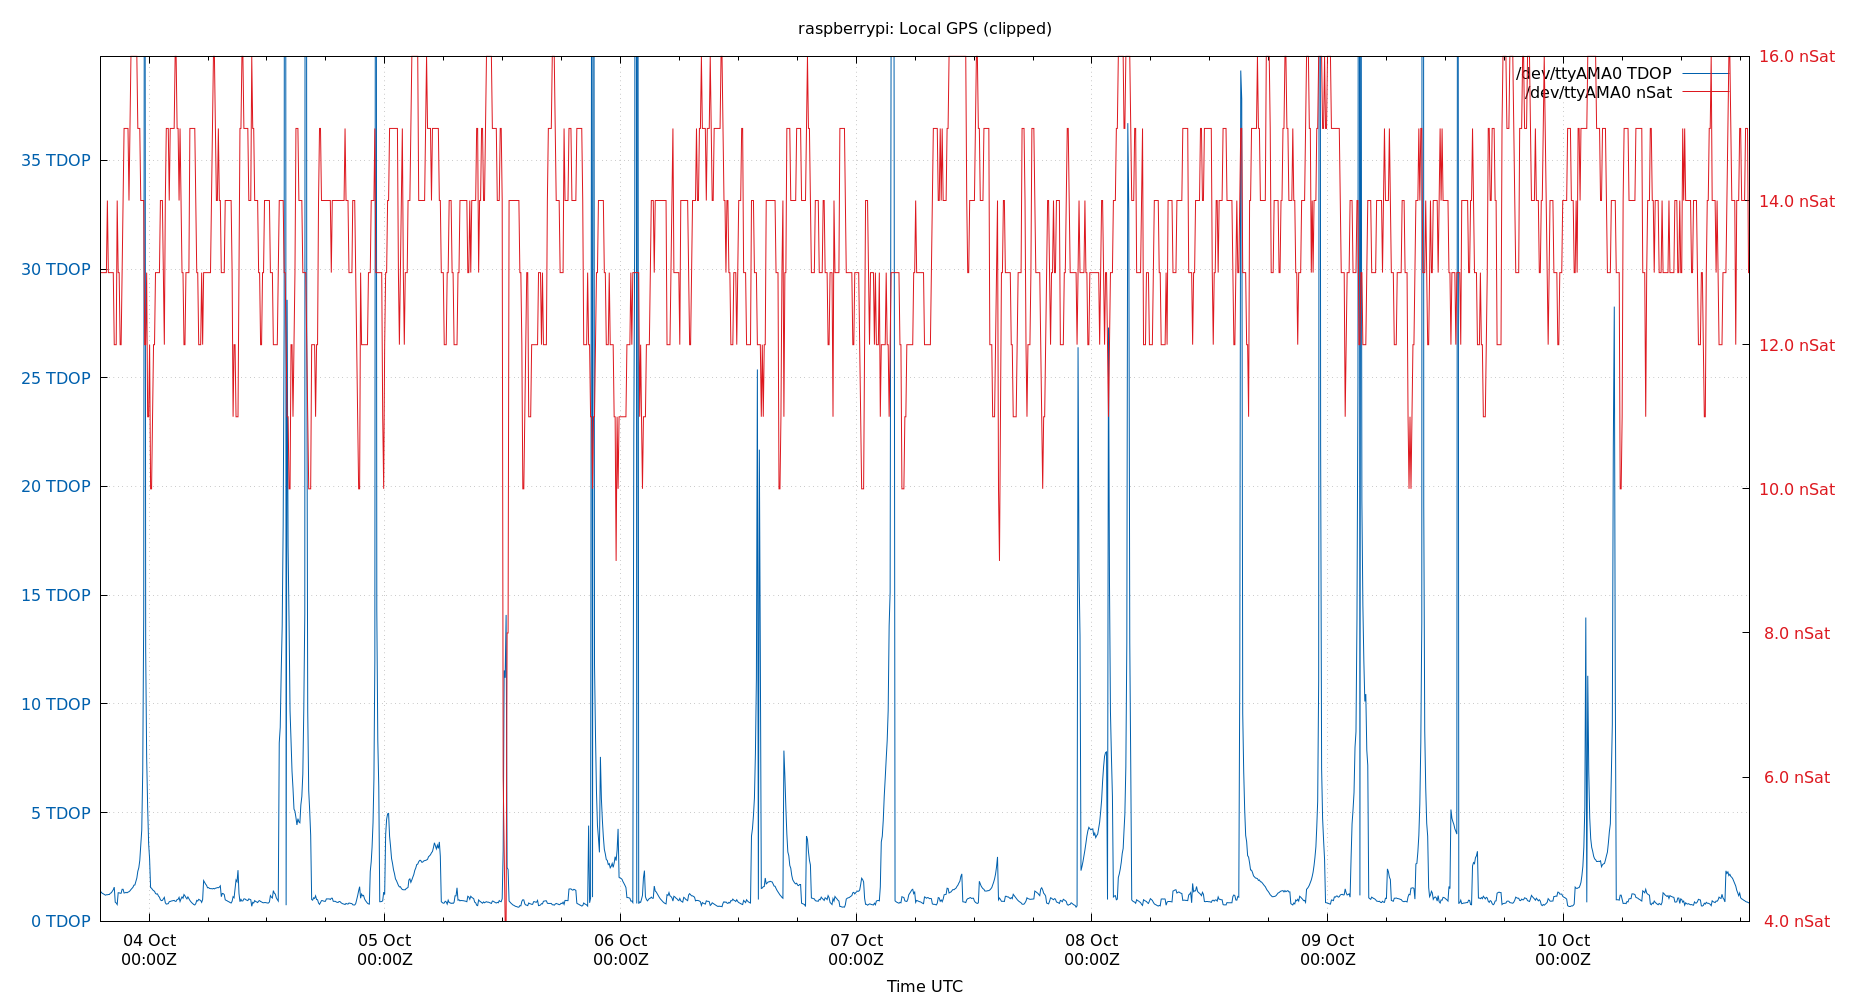 raspberrypi: Local GPS (clipped)
/dev/ttyAMA0 TDOP
/dev/ttyAMA0 nSat
35 TDOP
30 TDOP
25 TDOP
20 TDOP
15 TDOP
10 TDOP
5 TDOP
0 TDOP
16.0 nSat
14.0 nSat
12.0 nSat
10.0 nSat
8.0 nSat
6.0 nSat
4.0 nSat
04 Oct
00:00Z
05 Oct
00:00Z
06 Oct
00:00Z
07 Oct
00:00Z
08 Oct
00:00Z
09 Oct
00:00Z
10 Oct
00:00Z
Time UTC